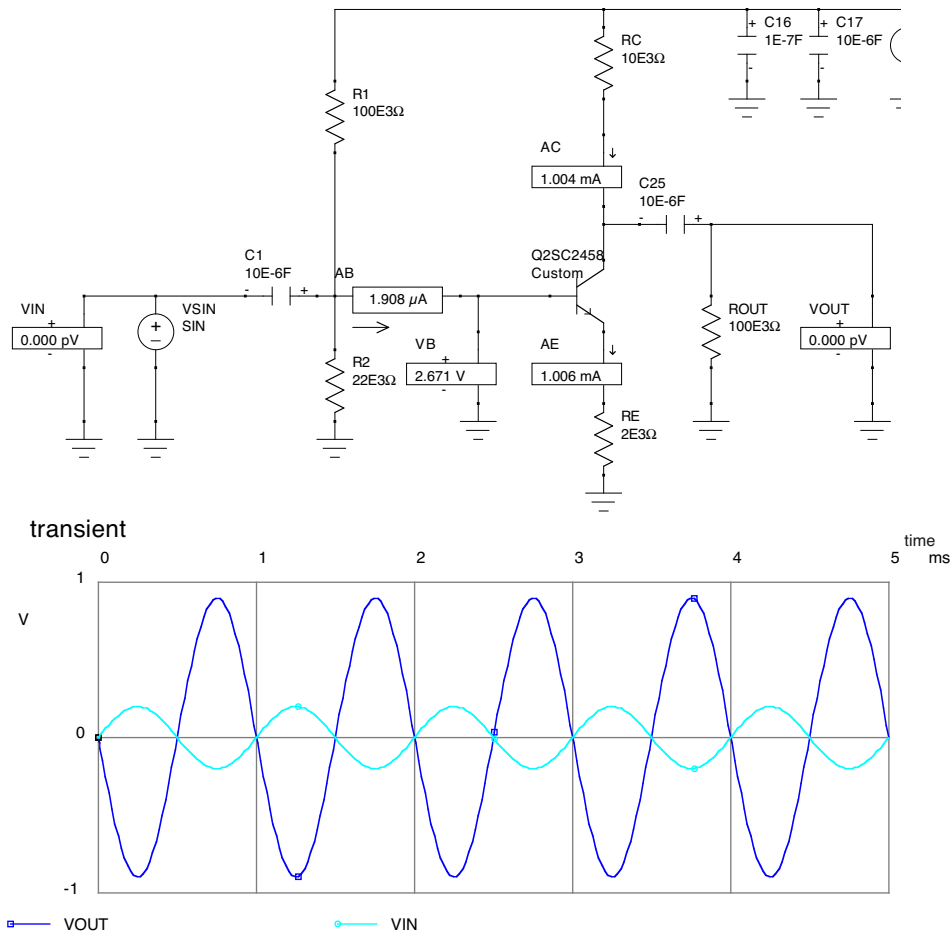 C16
1E-7F
C17
10E-6F
RC
10E3Ω
R1
100E3Ω
AC
1.004 mA
C25
10E-6F
Q2SC2458
Custom
C1
10E-6F
AB
1.908 µA
VIN
0.000 pV
VSIN
SIN
ROUT
100E3Ω
VOUT
0.000 pV
R2
22E3Ω
VB
2.671 V
AE
1.006 mA
RE
2E3Ω
transient
time
0 1 2 3 4 5 ms
1
V
0
-1
VOUT VIN